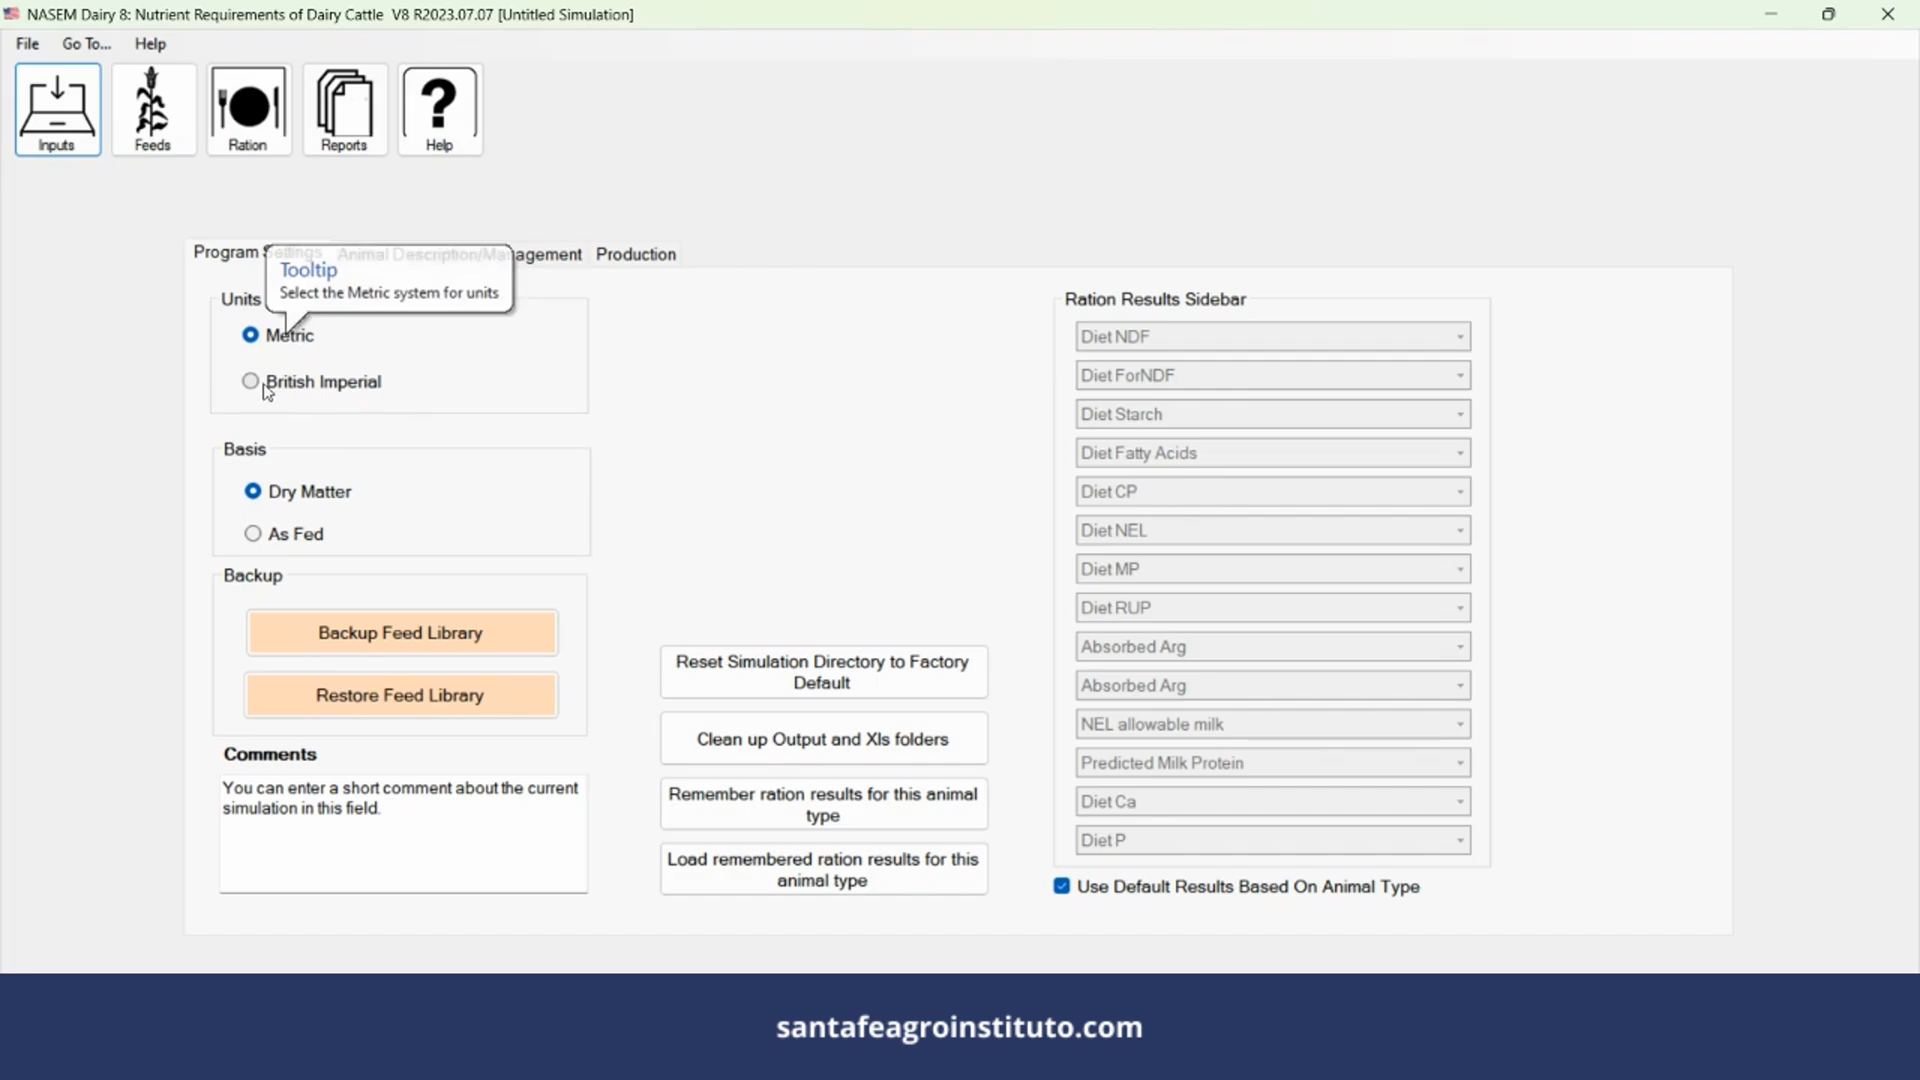 NASEM Dairy 8: Nutrient Requirements of Dairy Cattle V8 R2023.07.07 [Untitled Simulation]
File Go To... Help
Inputs Feeds Ration Reports Help
Program Settings Animal Description/Management Production
Tooltip
Select the Metric system for units
Units
Metric
British Imperial
Basis
Dry Matter
As Fed
Backup
Backup Feed Library
Restore Feed Library
Comments
You can enter a short comment about the current
simulation in this field.
Reset Simulation Directory to Factory
Default
Clean up Output and Xls folders
Remember ration results for this animal
type
Load remembered ration results for this
animal type
Ration Results Sidebar
Diet NDF
Diet ForNDF
Diet Starch
Diet Fatty Acids
Diet CP
Diet NEL
Diet MP
Diet RUP
Absorbed Arg
Absorbed Arg
NEL allowable milk
Predicted Milk Protein
Diet Ca
Diet P
Use Default Results Based On Animal Type
santafeagroinstituto.com